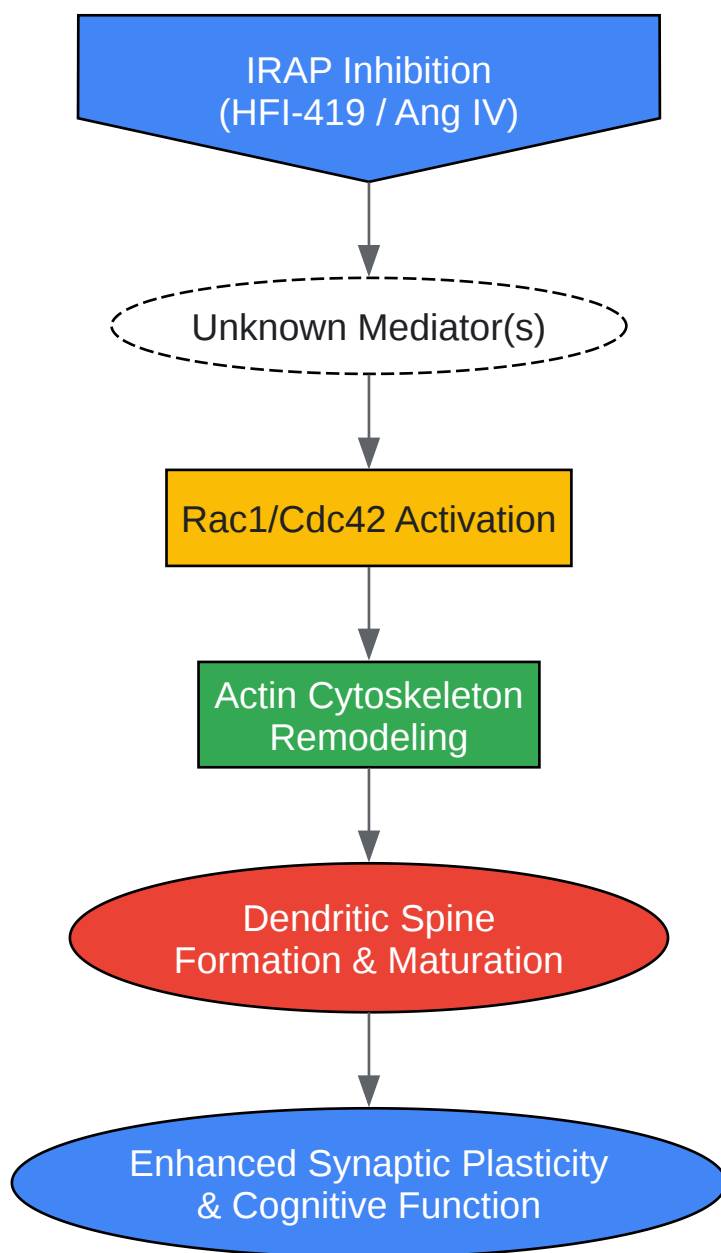 IRAP Inhibition
(HFI-419 / Ang IV)
Unknown Mediator(s)
Rac1/Cdc42 Activation
Actin Cytoskeleton
Remodeling
Dendritic Spine
Formation & Maturation
Enhanced Synaptic Plasticity
& Cognitive Function